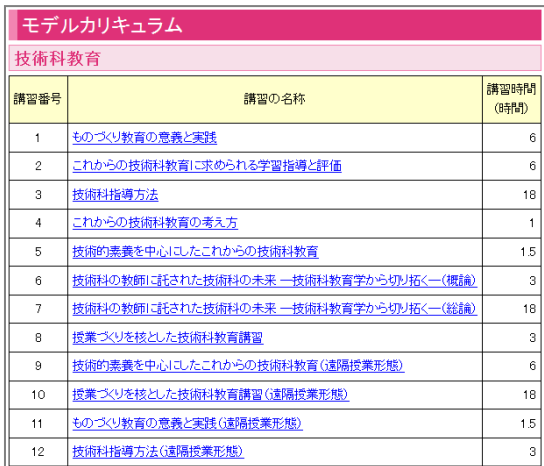 モデルカリキュラム
技術科教育
講習番号 講習の名称 講習時間
(時間)
1 ものづくり教育の意義と実践 6
2 これからの技術科教育に求められる学習指導と評価 6
3 技術科指導方法 18
4 これからの技術科教育の考え方 1
5 技術的素養を中心にしたこれからの技術科教育 1.5
6 技術科の教師に託された技術科の未来 ―技術科教育学から切り拓く―(概論) 3
7 技術科の教師に託された技術科の未来 ―技術科教育学から切り拓く―(総論) 18
8 授業づくりを核とした技術科教育講習 3
9 技術的素養を中心にしたこれからの技術科教育(遠隔授業形態) 6
10 授業づくりを核とした技術科教育講習(遠隔授業形態) 18
11 ものづくり教育の意義と実践(遠隔授業形態) 1.5
12 技術科指導方法(遠隔授業形態) 3